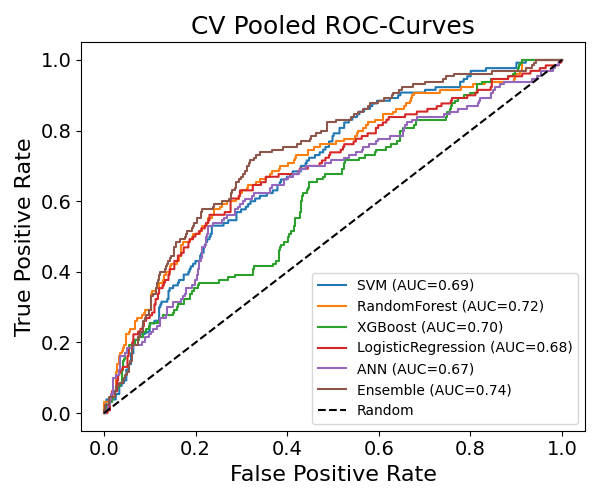 CV Pooled ROC-Curves
True Positive Rate
1.0
0.8
0.6
0.4
0.2
0.0
SVM (AUC=0.69)
RandomForest (AUC=0.72)
XGBoost (AUC=0.70)
LogisticRegression (AUC=0.68)
ANN (AUC=0.67)
Ensemble (AUC=0.74)
Random
0.0 0.2 0.4 0.6 0.8 1.0
False Positive Rate